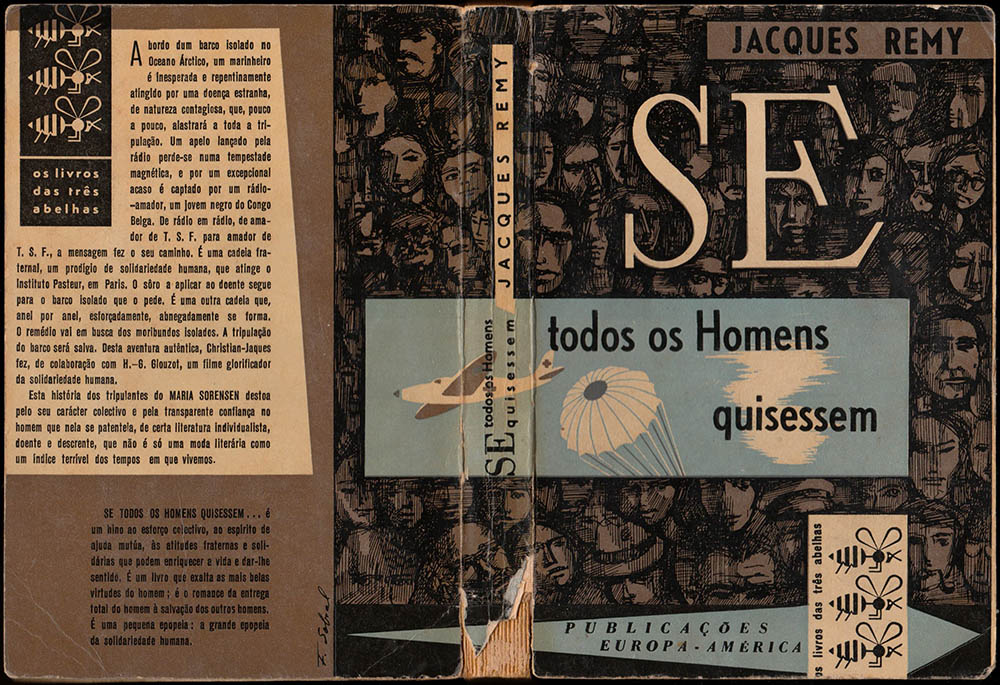 os livros
das três
abelhas
A bordo dum barco isolado no
Oceano Árctico, um marinheiro
é inesperada e repentinamente
atingido por uma doença estranha,
de natureza contagiosa, que, pouco
a pouco, alastrará a toda a tri-
pulação. Um apelo lançado pela
rádio perde-se numa tempestade
magnética, e por um excepcional
acaso é captado por um rádio-
-amador, um jovem negro do Congo
Belga. De rádio em rádio, de ama-
dor de T. S. F. para amador de
T. S. F., a mensagem fez o seu caminho. É uma cadeia fra-
ternal, um prodígio de solidariedade humana, que atinge o
Instituto Pasteur, em Paris. O sôro a aplicar ao doente segue
para o barco isolado que o pede. É uma outra cadeia que,
anel por anel, esforçadamente, abnegadamente se forma.
O remédio vai em busca dos moribundos isolados. A tripulação
do barco será salva. Desta aventura autêntica, Christian-Jaques
fez, de colaboração com H.-G. Glouzot, um filme glorificador
da solidariedade humana.
Esta história dos tripulantes do MARIA SORENSEN destoa
pelo seu carácter colectivo e pela transparente confiança no
homem que nela se patenteia, de certa literatura individualista,
doente e descrente, que não é só uma moda literária como
um índice terrível dos tempos em que vivemos.
SE TODOS OS HOMENS QUISESSEM... é
um hino ao esforço colectivo, ao espírito de
ajuda mutúa, às atitudes fraternas e soli-
dárias que podem enriquecer a vida e dar-lhe
sentido. É um livro que exalta as mais belas
virtudes do homem; é o romance da entrega
total do homem à salvação dos outros homens.
É uma pequena epopeia: a grande epopeia
da solidariedade humana.
JACQUES REMY
SE todos os Homens
quisessem
JACQUES REMY
SE
todos os Homens
quisessem
PUBLICAÇÕES
EUROPA-AMÉRICA
os livros das três abelhas